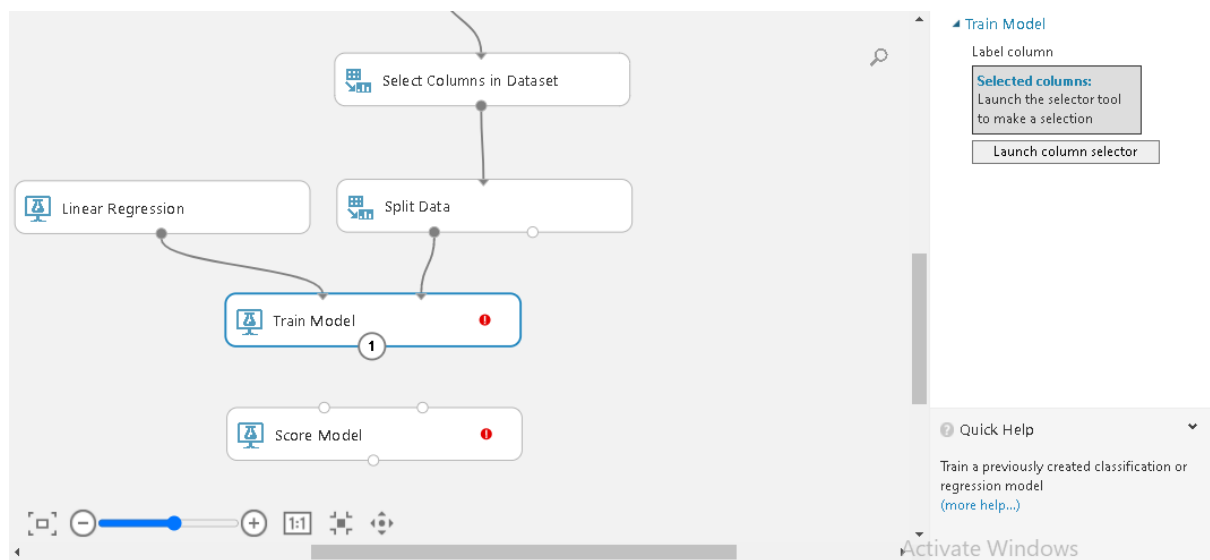 Select Columns in Dataset
Linear Regression
Split Data
Train Model
1
Score Model
1:1
Train Model
Label column
Selected columns:
Launch the selector tool
to make a selection
Launch column selector
Quick Help
Train a previously created classification or
regression model
(more help...)
Activate Windows